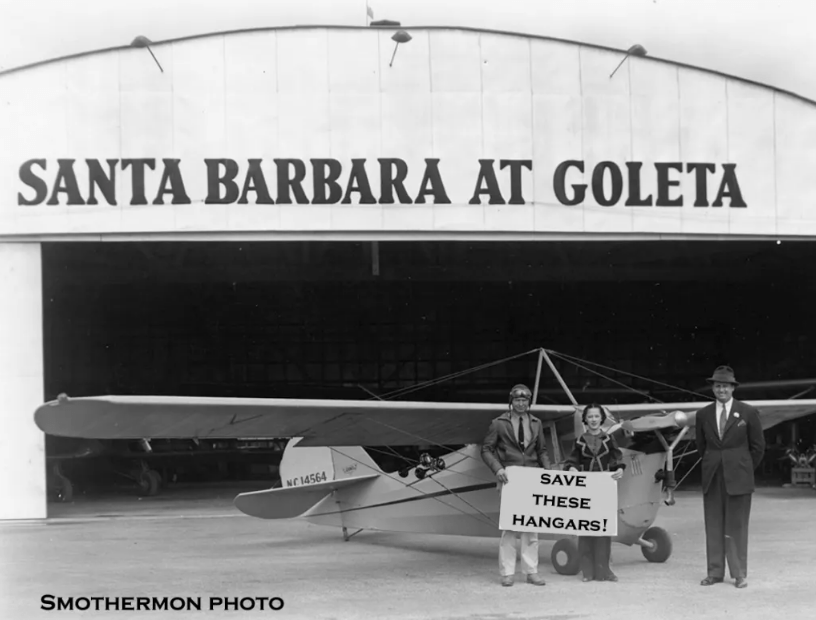 SANTA BARBARA AT GOLETA
NC14564
SAVE
THESE
HANGARS!
SMOTHERMON PHOTO